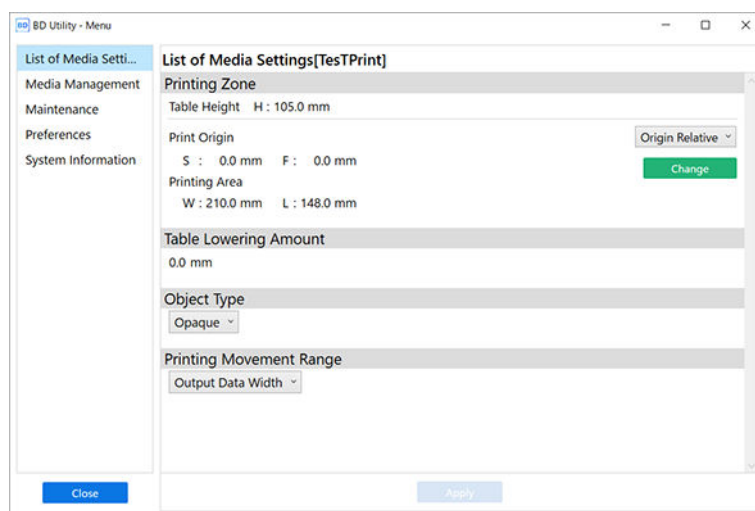 BD BD Utility - Menu
List of Media Setti...
Media Management
Maintenance
Preferences
System Information
List of Media Settings[TesTPrint]
Printing Zone
Table Height H : 105.0 mm
Print Origin
Origin Relative
S : 0.0 mm F : 0.0 mm
Change
Printing Area
W : 210.0 mm L : 148.0 mm
Table Lowering Amount
0.0 mm
Object Type
Opaque
Printing Movement Range
Output Data Width
Close
Apply